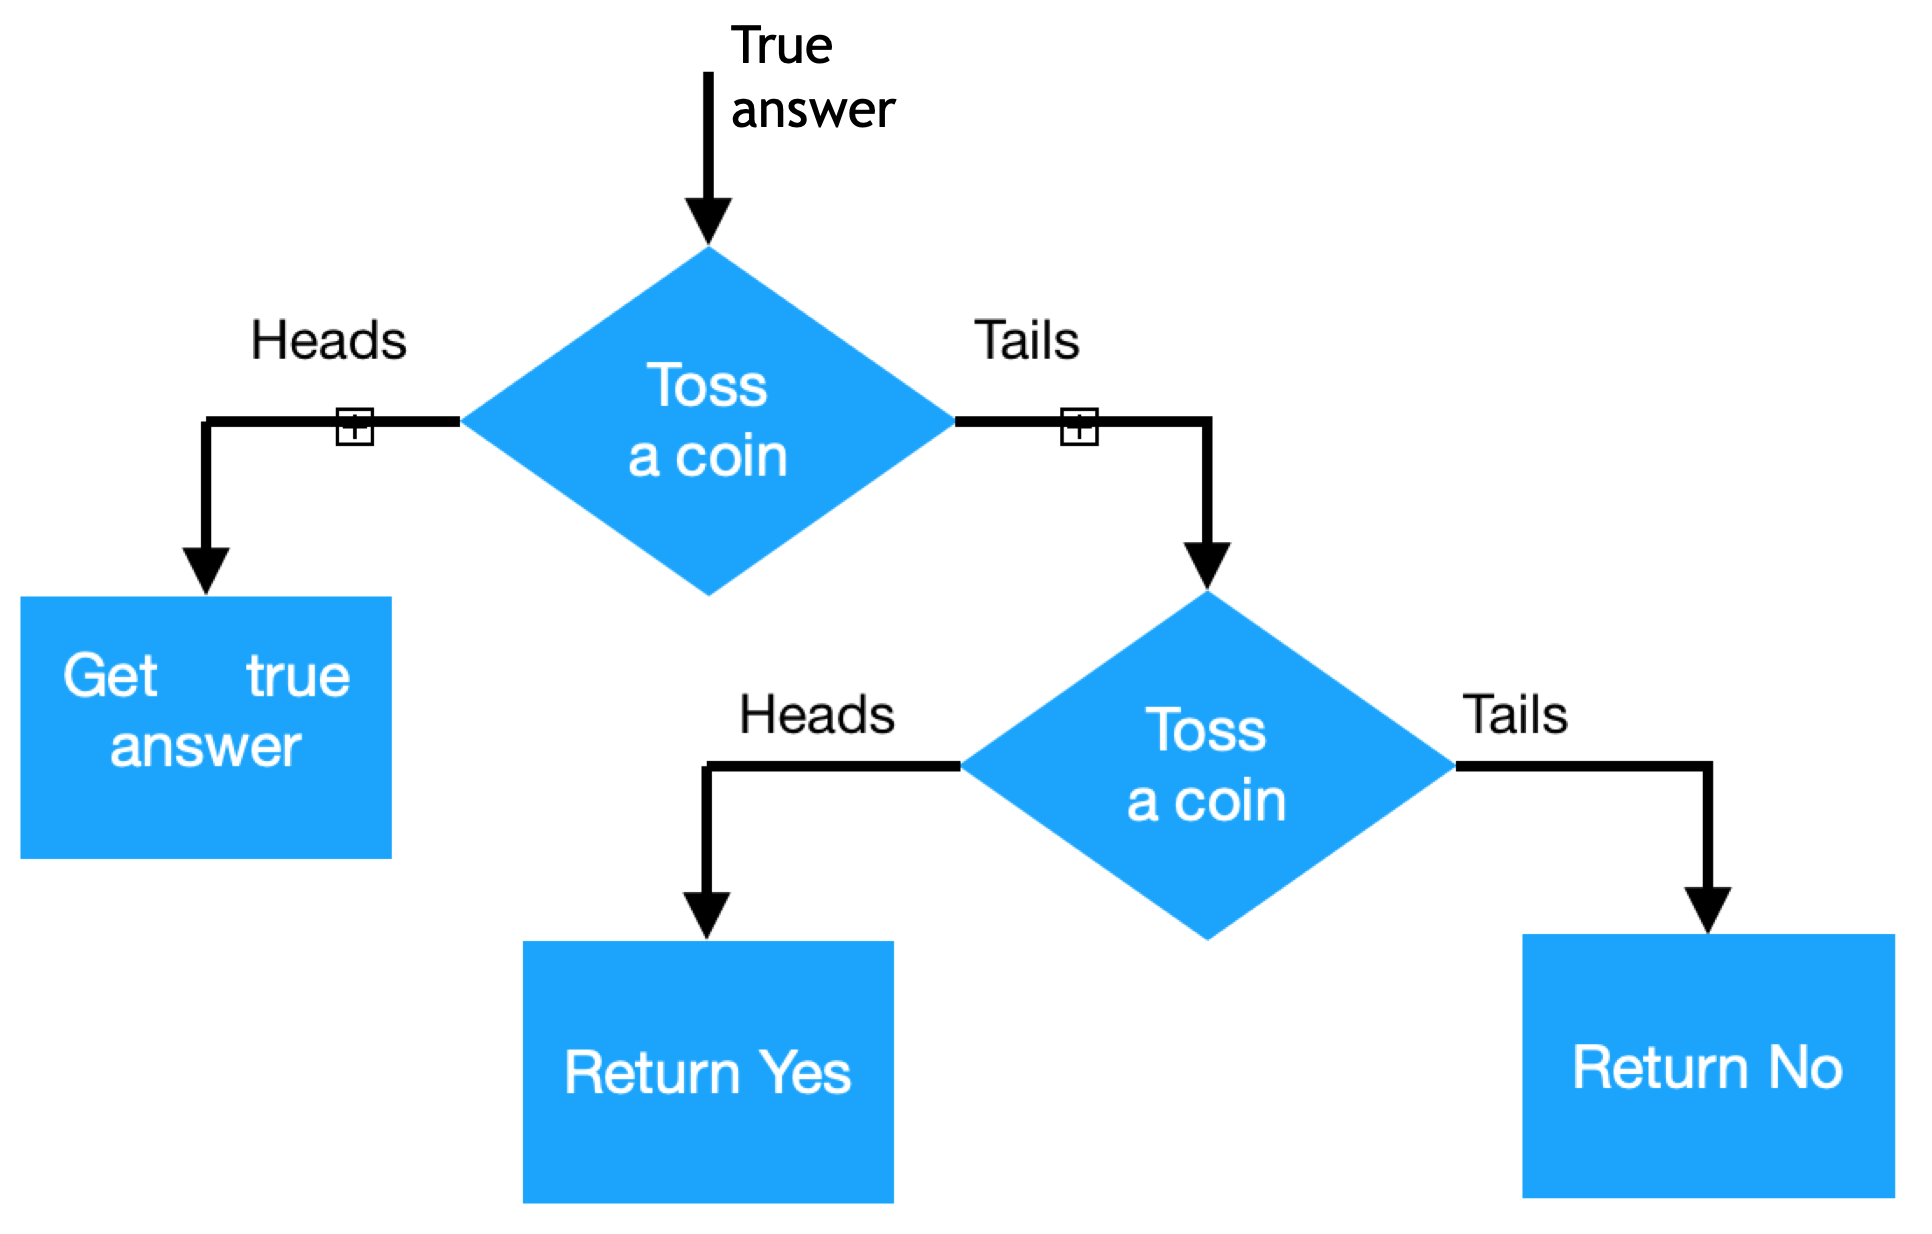 True
answer
Heads
Tails
Toss
a coin
Get true
answer
Heads
Toss
a coin
Tails
Return Yes
Return No